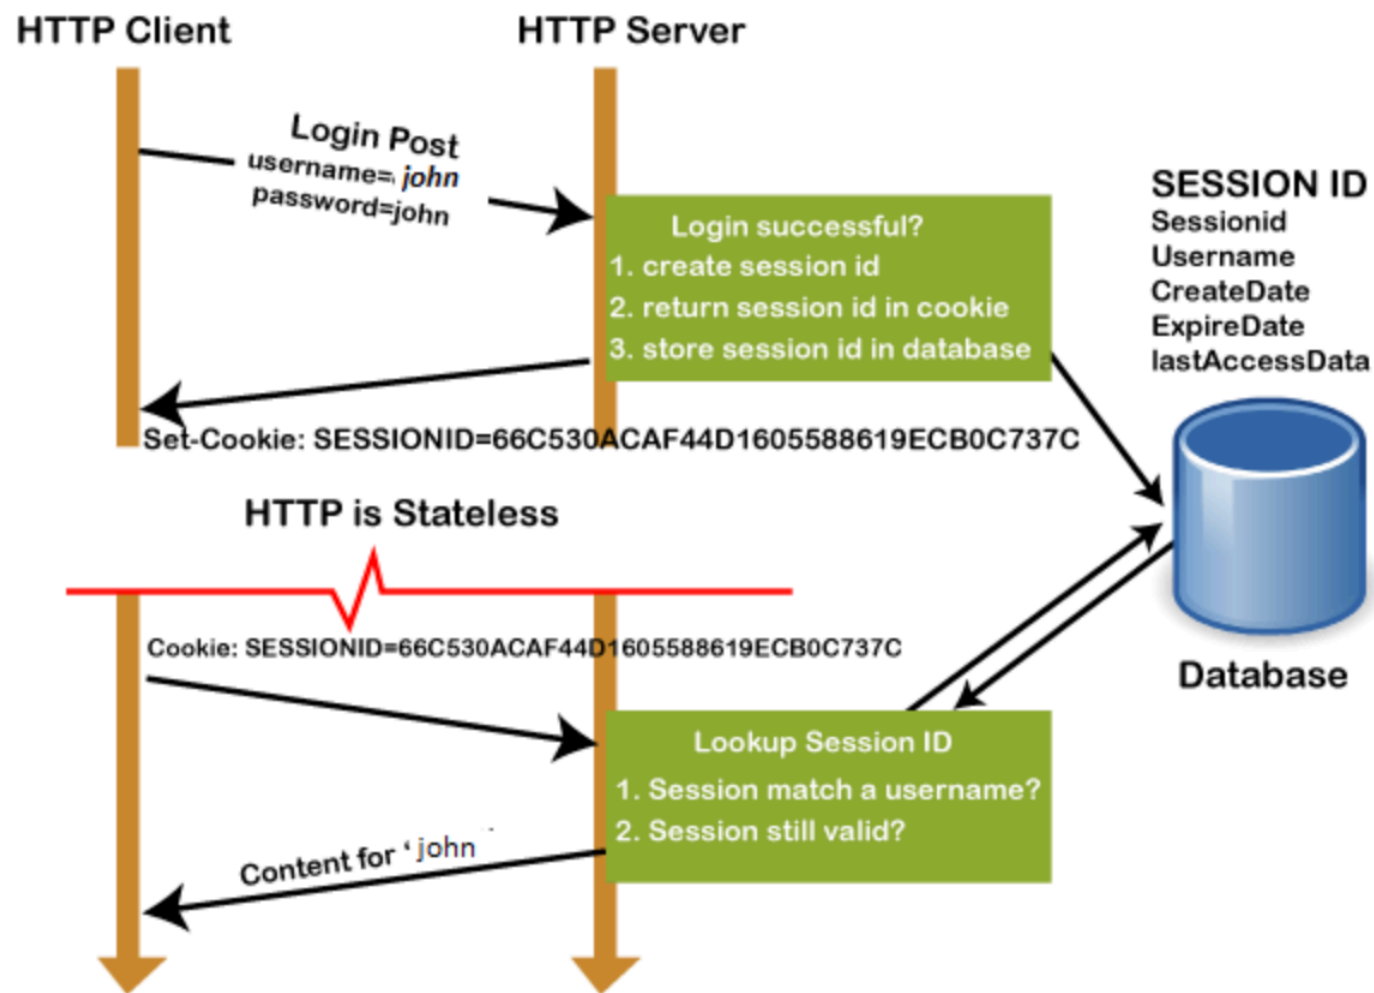 HTTP Client
HTTP Server
Login Post
username= john
password=john
Login successful?
1. create session id
2. return session id in cookie
3. store session id in database
SESSION ID
Sessionid
Username
CreateDate
ExpireDate
lastAccessData
Set-Cookie: SESSIONID=66C530ACAF44D1605588619ECB0C737C
HTTP is Stateless
Cookie: SESSIONID=66C530ACAF44D1605588619ECB0C737C
Database
Lookup Session ID
1. Session match a username?
2. Session still valid?
Content for ‘ john